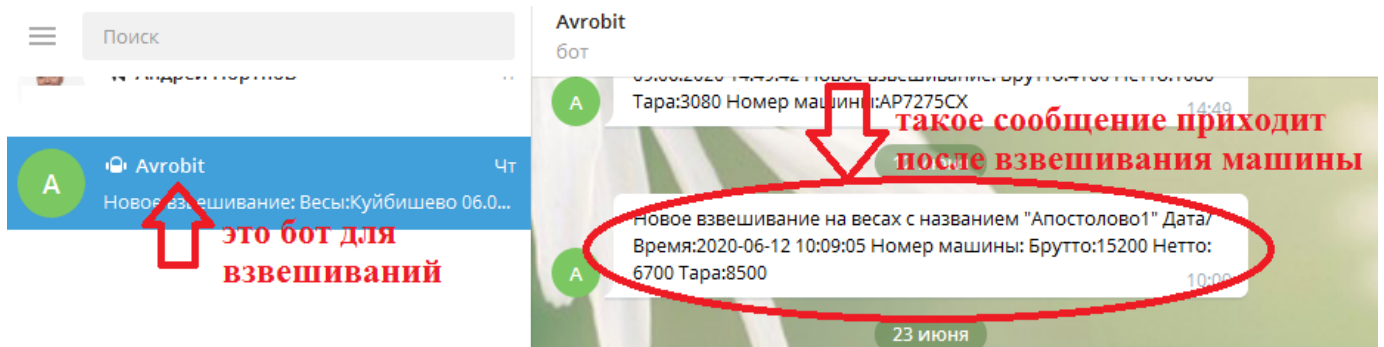 Поиск
Avrobit
бот
Тара:3080 Номер машины:АР7275СХ
14:49
A
такое сообщение приходит
после взвешивания машины
Avrobit
Чт
A
Новое взвешивание: Весы:Куйбишево 06.0...
это бот для
взвешиваний
Новое взвешивание на весах с названием "Апостолово1" Дата/
Время:2020-06-12 10:09:05 Номер машины: Брутто:15200 Нетто:
6700 Тара:8500
A
10:09
23 июня